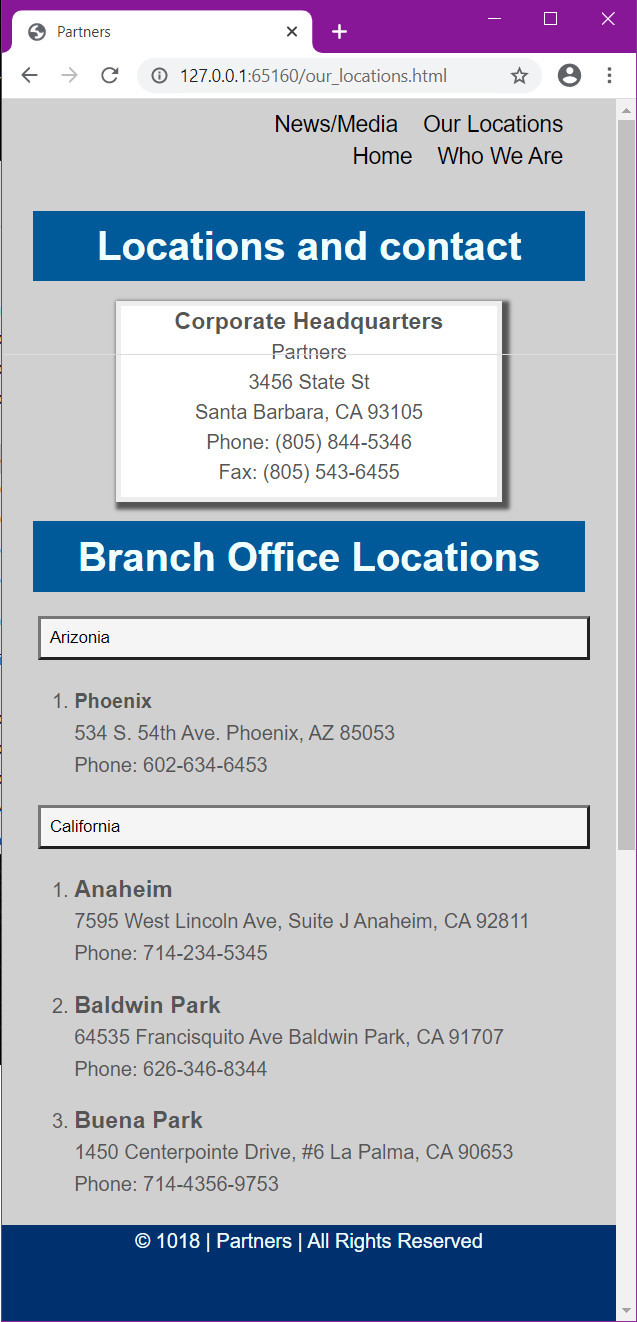 Partners
127.0.0.1:65160/our_locations.html
News/Media Our Locations
Home Who We Are
Locations and contact
Corporate Headquarters
Partners
3456 State St
Santa Barbara, CA 93105
Phone: (805) 844-5346
Fax: (805) 543-6455
Branch Office Locations
Arizonia
1. Phoenix
534 S. 54th Ave. Phoenix, AZ 85053
Phone: 602-634-6453
California
1. Anaheim
7595 West Lincoln Ave, Suite J Anaheim, CA 92811
Phone: 714-234-5345
2. Baldwin Park
64535 Francisquito Ave Baldwin Park, CA 91707
Phone: 626-346-8344
3. Buena Park
1450 Centerpointe Drive, #6 La Palma, CA 90653
Phone: 714-4356-9753
© 1018 | Partners | All Rights Reserved